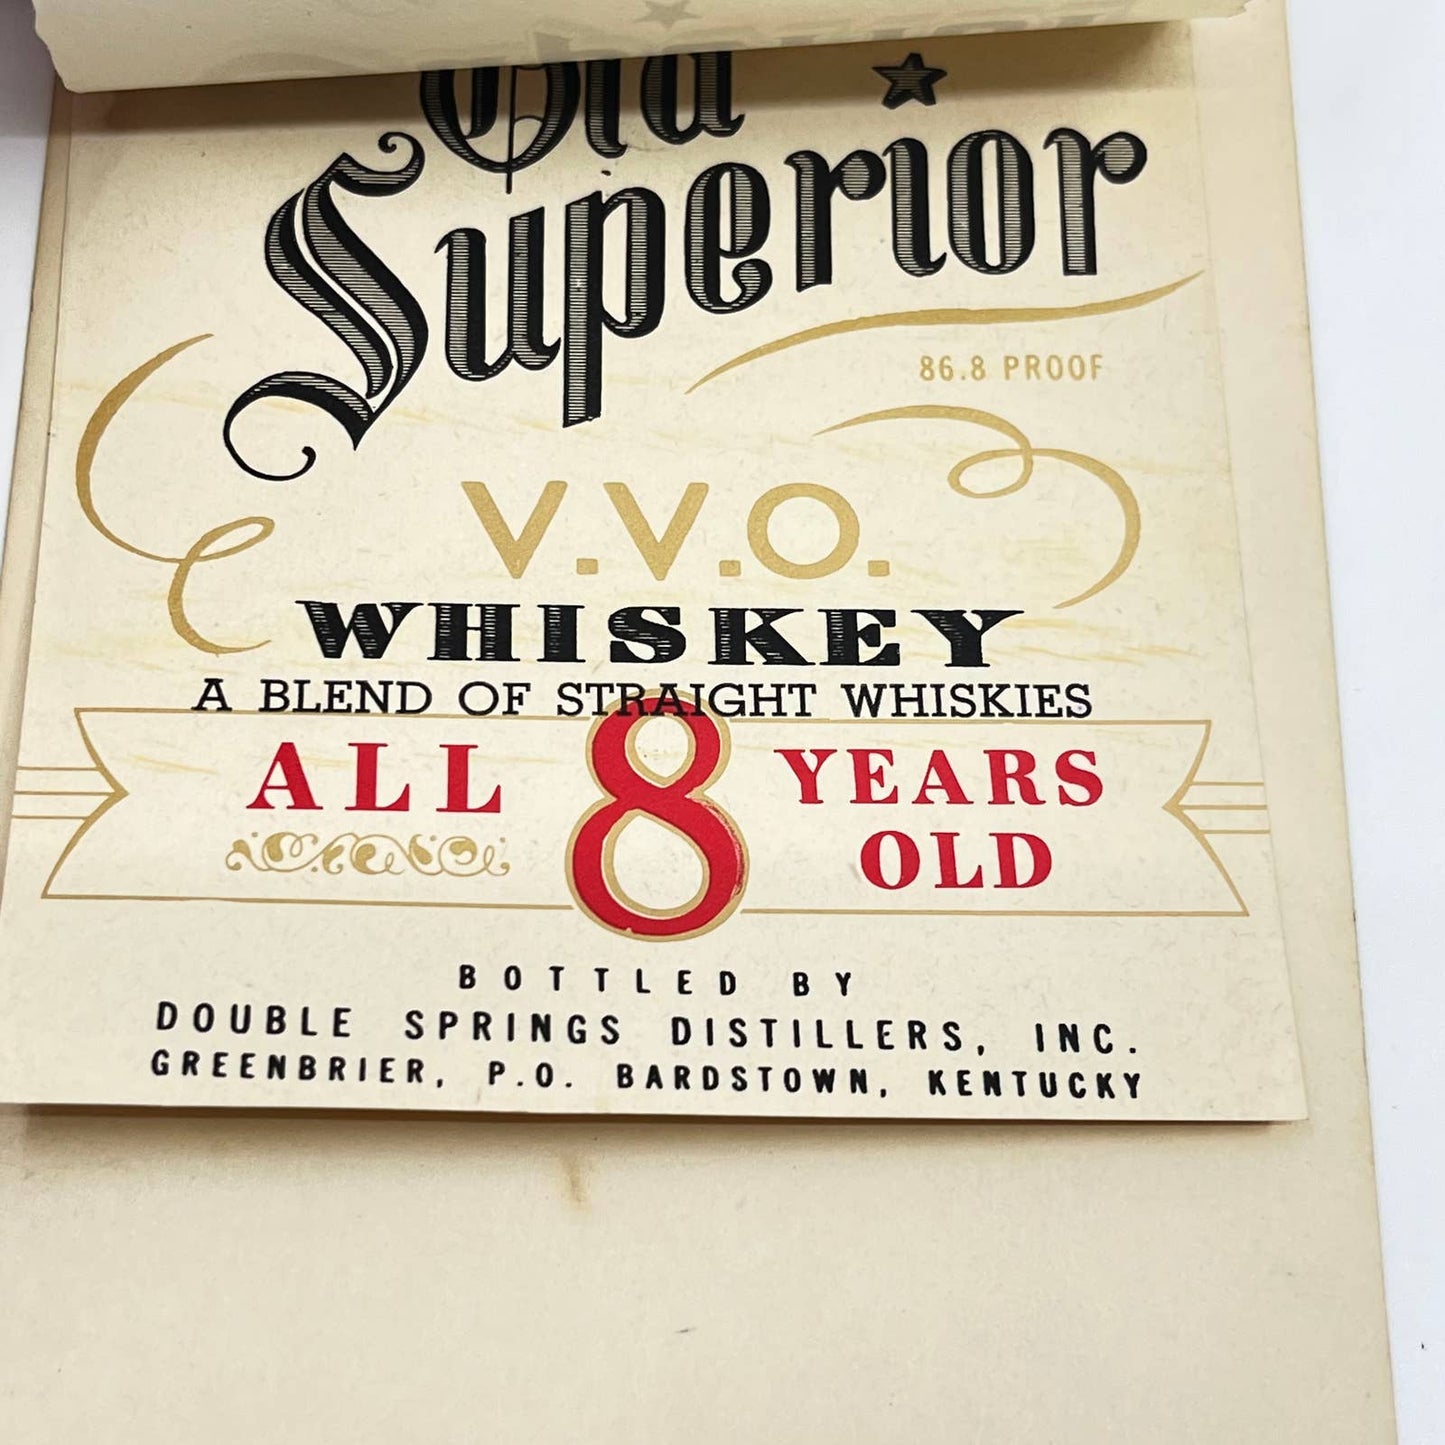 Old
Superior
86.8 PROOF
V.V.O.
WHISKEY
A BLEND OF STRAIGHT WHISKIES
ALL 8 YEARS
OLD
BOTTLED BY
DOUBLE SPRINGS DISTILLERS, INC.
GREENBRIER, P.O. BARDSTOWN, KENTUCKY